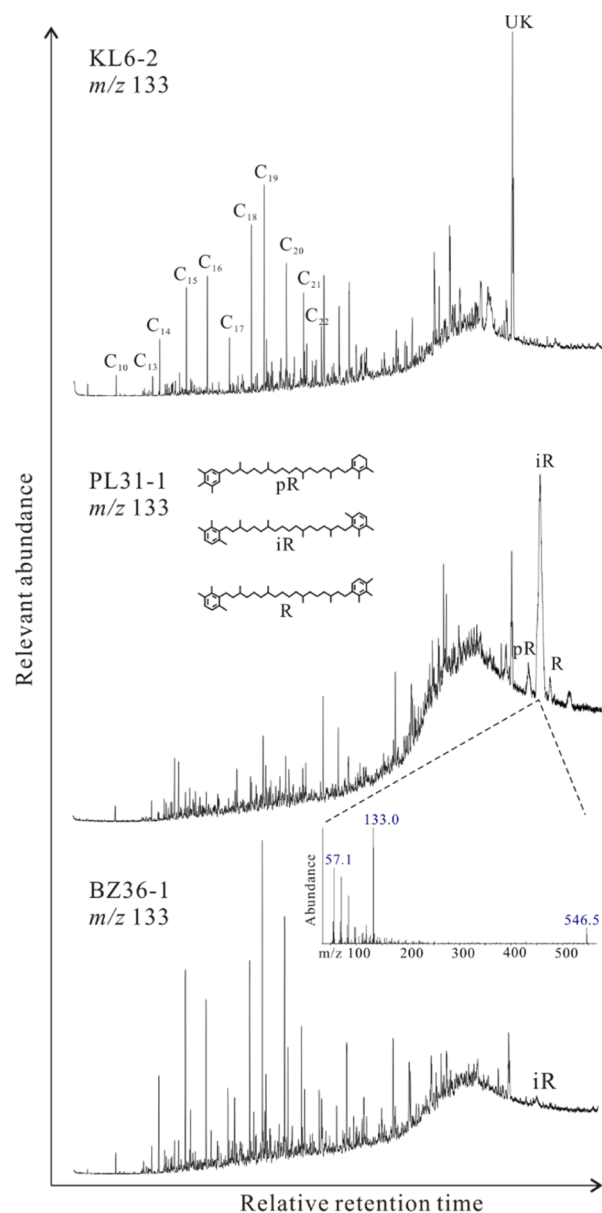 UK
KL6-2
m/z 133
C19
C18
C20
C15
C16
C21
C22
C17
C14
C10
C13
Relevant abundance
PL31-1
m/z 133
pR
iR
R
iR
pR
R
133.0
57.1
546.5
Abundance
m/z 100 200 300 400 500
BZ36-1
m/z 133
iR
Relative retention time